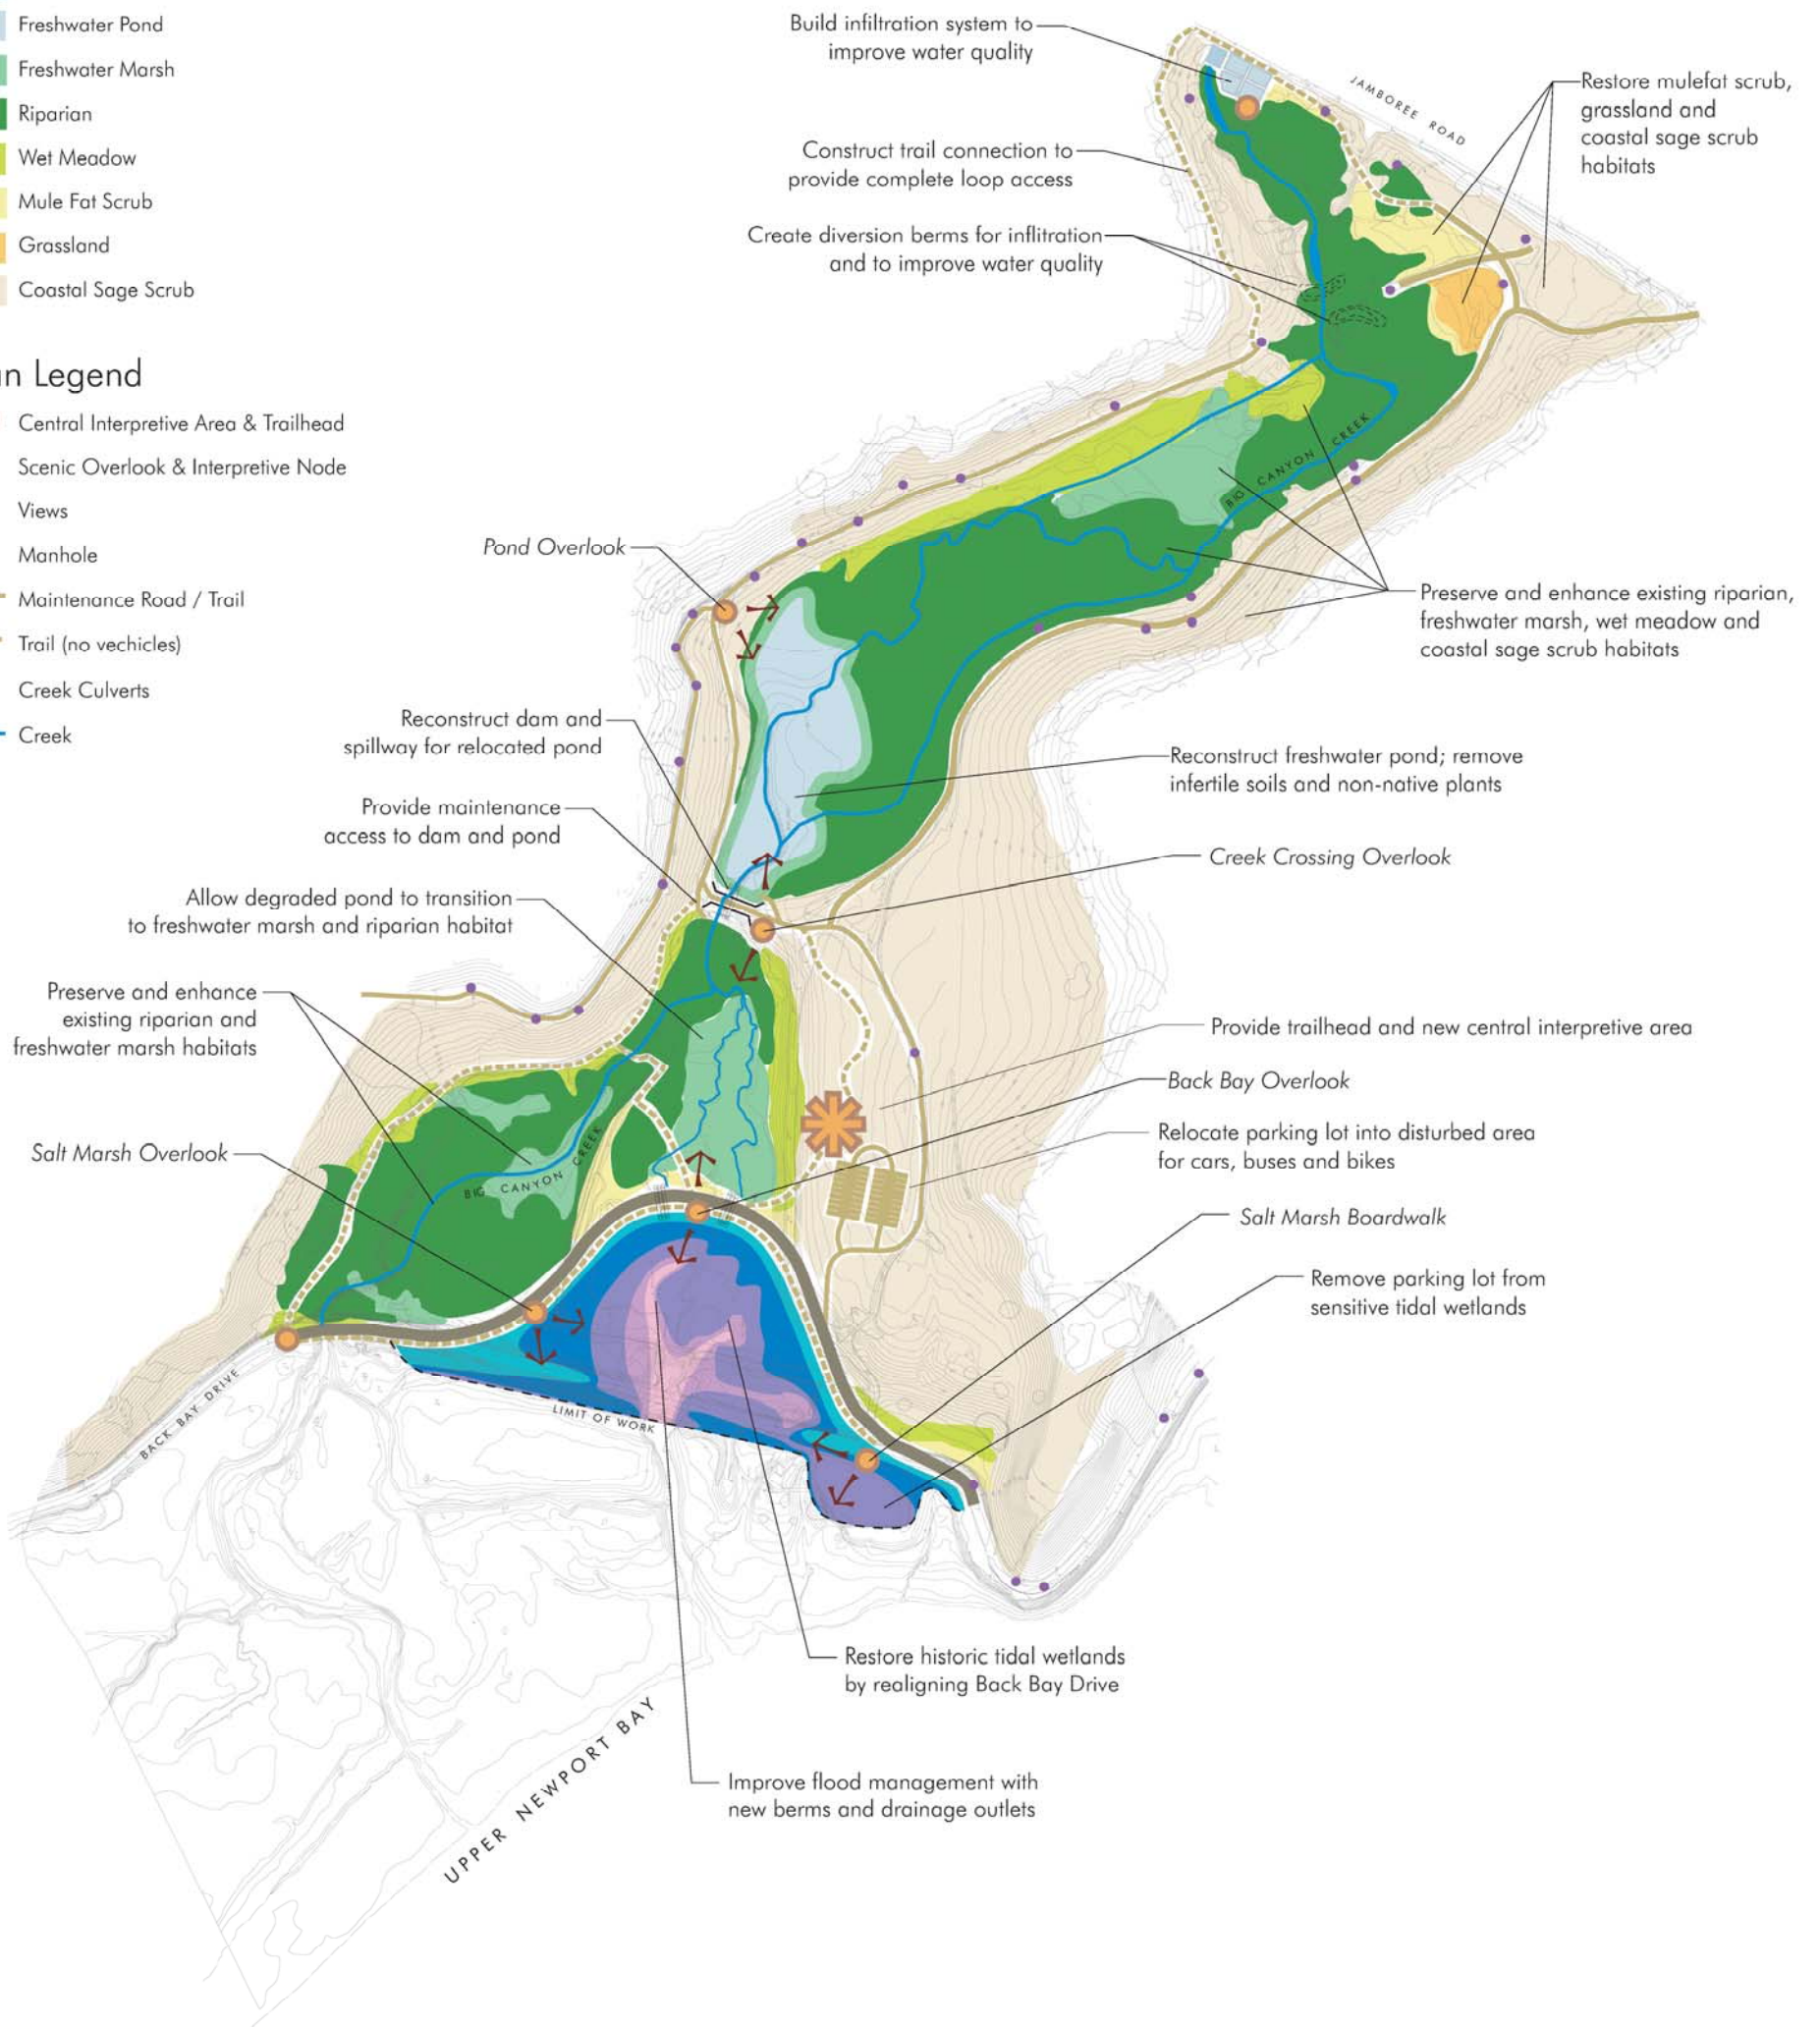 Freshwater Pond
Freshwater Marsh
Riparian
Wet Meadow
Mule Fat Scrub
Grassland
Coastal Sage Scrub
n Legend
Central Interpretive Area & Trailhead
Scenic Overlook & Interpretive Node
Views
Manhole
Maintenance Road / Trail
Trail (no vechicles)
Creek Culverts
Creek
Build infiltration system to
improve water quality
JAMBOREE ROAD
Restore mulefat scrub,
grassland and
coastal sage scrub
habitats
Construct trail connection to
provide complete loop access
Create diversion berms for inflitration
and to improve water quality
BIG CANYON CREEK
Pond Overlook
Preserve and enhance existing riparian,
freshwater marsh, wet meadow and
coastal sage scrub habitats
Reconstruct dam and
spillway for relocated pond
Reconstruct freshwater pond; remove
infertile soils and non-native plants
Provide maintenance
access to dam and pond
Creek Crossing Overlook
Allow degraded pond to transition
to freshwater marsh and riparian habitat
Preserve and enhance
existing riparian and
freshwater marsh habitats
Provide trailhead and new central interpretive area
Back Bay Overlook
Relocate parking lot into disturbed area
for cars, buses and bikes
Salt Marsh Overlook
BIG CANYON CREEK
Salt Marsh Boardwalk
Remove parking lot from
sensitive tidal wetlands
BACK BAY DRIVE
LIMIT OF WORK
Restore historic tidal wetlands
by realigning Back Bay Drive
UPPER NEWPORT BAY
Improve flood management with
new berms and drainage outlets